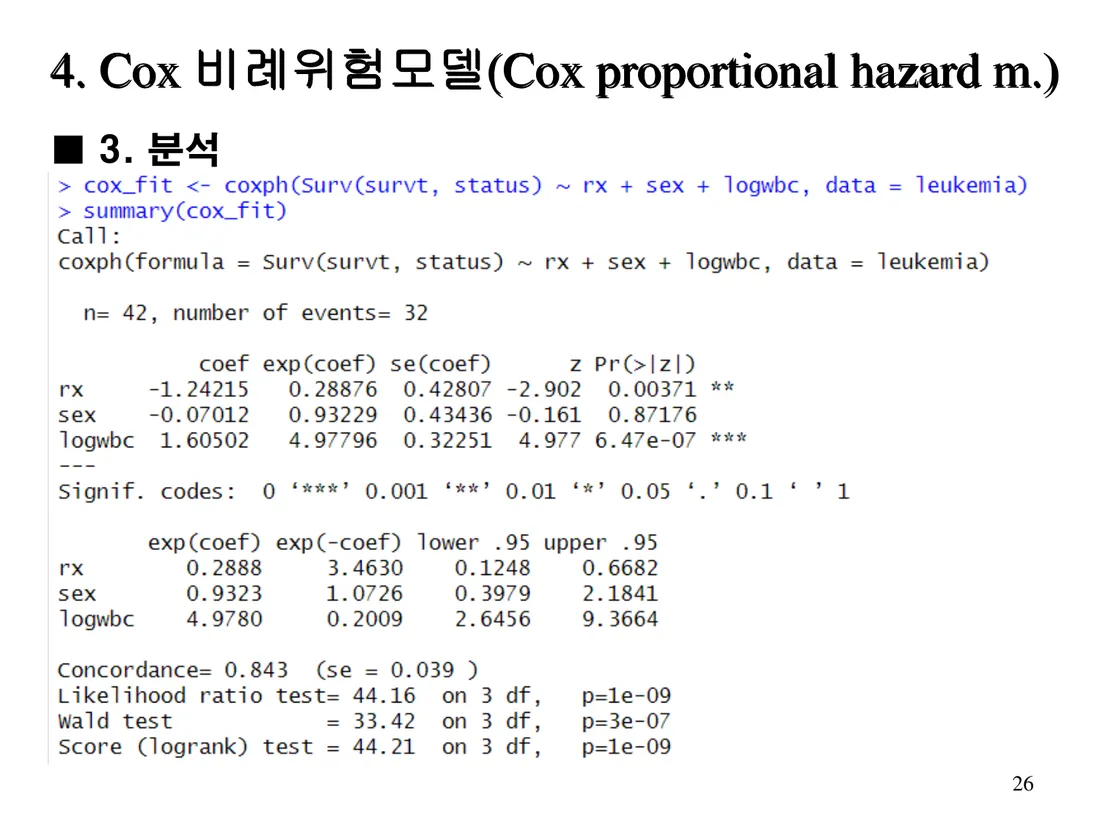 4. Cox 비례위험모델(Cox proportional hazard m.)
■ 3. 분석
> cox_fit <- coxph(Surv(survt, status) ~ rx + sex + logwbc, data = leukemia)
> summary(cox_fit)
Call:
coxph(formula = Surv(survt, status) ~ rx + sex + logwbc, data = leukemia)
n= 42, number of events= 32
coef exp(coef) se(coef) z Pr(>|z|)
rx -1.24215 0.28876 0.42807 -2.902 0.00371 **
sex -0.07012 0.93229 0.43436 -0.161 0.87176
logwbc 1.60502 4.97796 0.32251 4.977 6.47e-07 ***
---
Signif. codes: 0 ‘***’ 0.001 ‘**’ 0.01 ‘*’ 0.05 ‘.’ 0.1 ‘ ’ 1
exp(coef) exp(-coef) lower .95 upper .95
rx 0.2888 3.4630 0.1248 0.6682
sex 0.9323 1.0726 0.3979 2.1841
logwbc 4.9780 0.2009 2.6456 9.3664
Concordance= 0.843 (se = 0.039 )
Likelihood ratio test= 44.16 on 3 df, p=1e-09
Wald test = 33.42 on 3 df, p=3e-07
Score (logrank) test = 44.21 on 3 df, p=1e-09
26